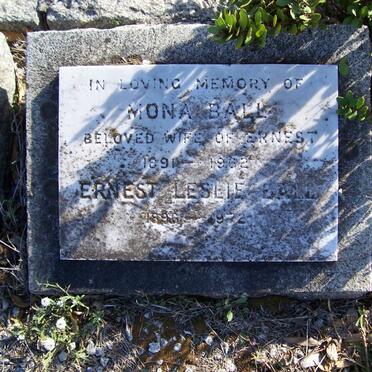 IN LOVING MEMORY OF
MONA BALL
BELOVED WIFE OF ERNEST
ERNEST LESLIE BALL